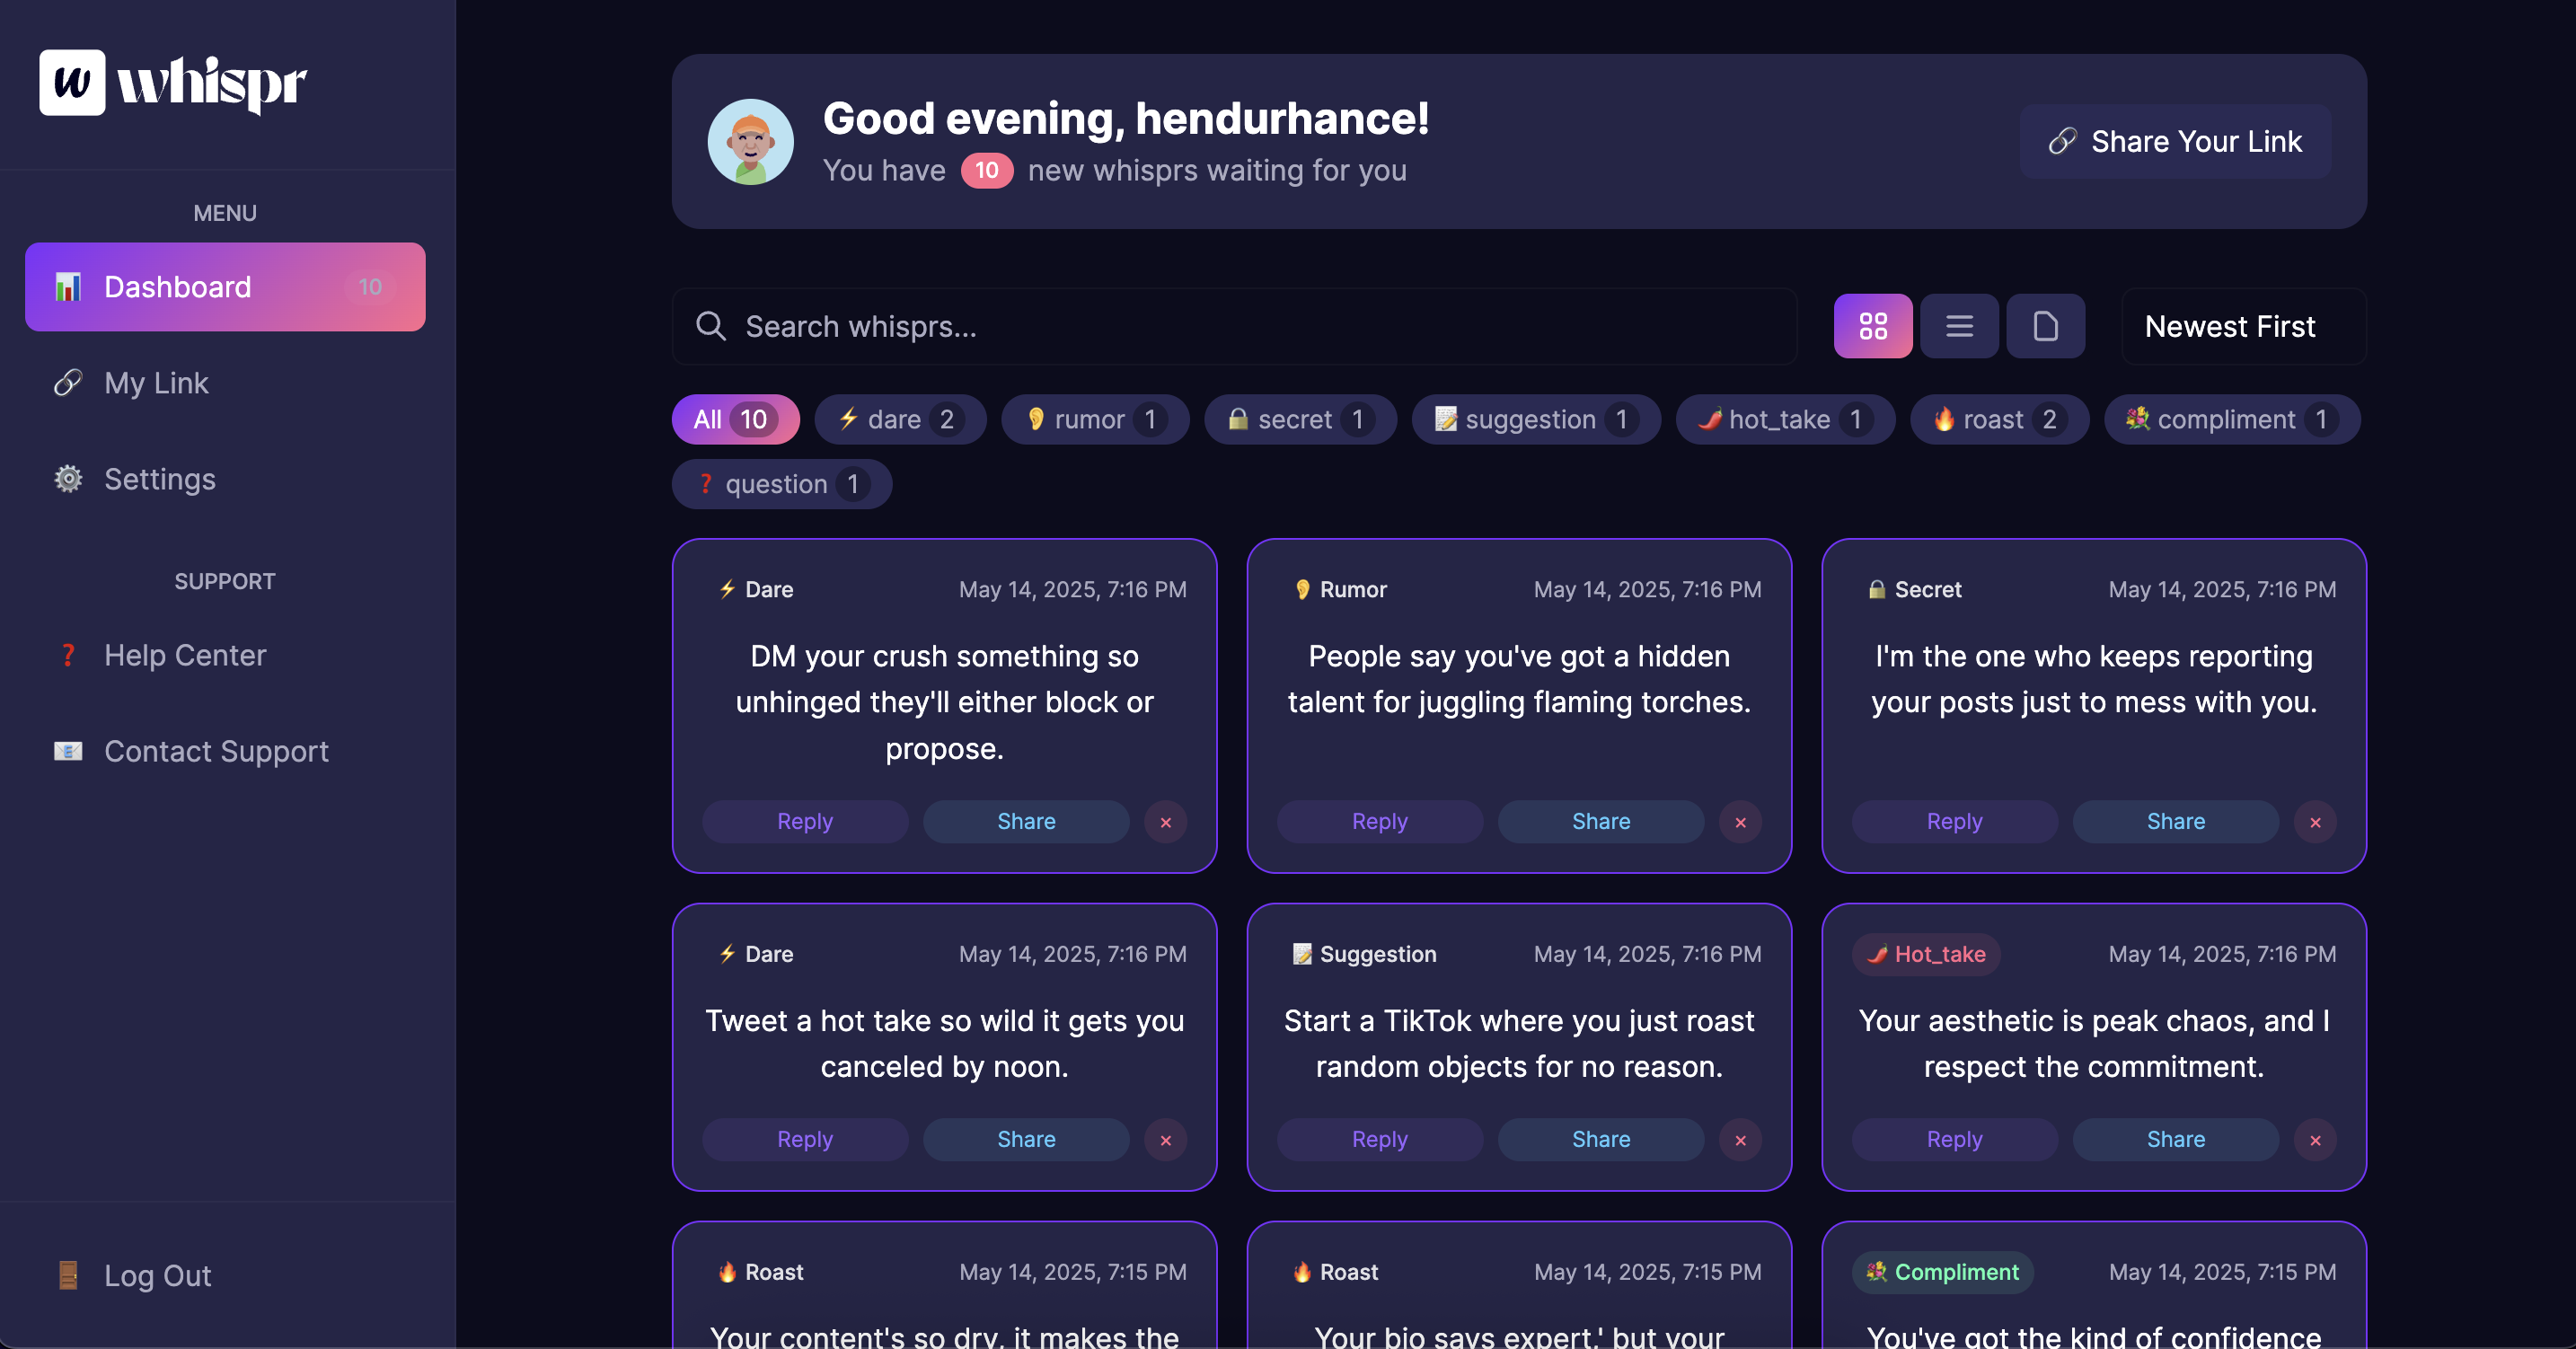 w whispr
MENU
Dashboard 10
My Link
Settings
SUPPORT
Help Center
Contact Support
Log Out
Good evening, hendurhance!
You have 10 new whisprs waiting for you
Share Your Link
Search whisprs...
Newest First
All 10
dare 2
rumor 1
secret 1
suggestion 1
hot_take 1
roast 2
compliment 1
question 1
Dare May 14, 2025, 7:16 PM
DM your crush something so
unhinged they'll either block or
propose.
Reply Share ×
Rumor May 14, 2025, 7:16 PM
People say you've got a hidden
talent for juggling flaming torches.
Reply Share ×
Secret May 14, 2025, 7:16 PM
I'm the one who keeps reporting
your posts just to mess with you.
Reply Share ×
Dare May 14, 2025, 7:16 PM
Tweet a hot take so wild it gets you
canceled by noon.
Reply Share ×
Suggestion May 14, 2025, 7:16 PM
Start a TikTok where you just roast
random objects for no reason.
Reply Share ×
Hot_take May 14, 2025, 7:16 PM
Your aesthetic is peak chaos, and I
respect the commitment.
Reply Share ×
Roast May 14, 2025, 7:15 PM
Your content's so dry, it makes the
Roast May 14, 2025, 7:15 PM
Your bio says expert,' but your
Compliment May 14, 2025, 7:15 PM
You've got the kind of confidence